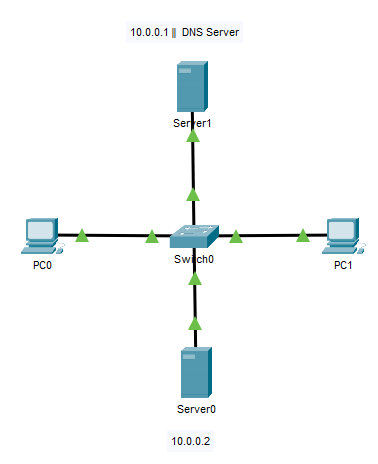 10.0.0.1 DNS Server
Server1
Switch0
PC0
PC1
Server0
10.0.0.2